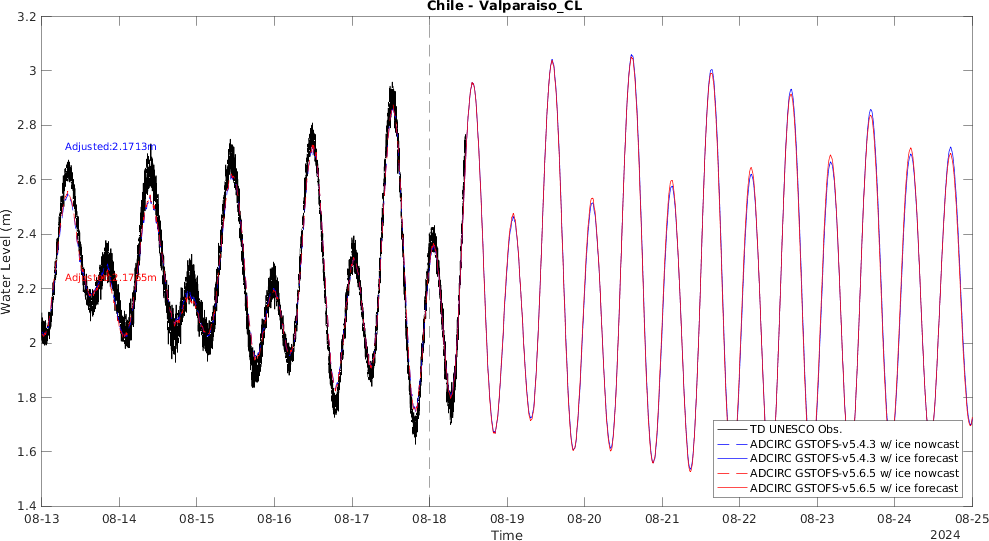 Chile - Valparaiso_CL
3.2
3
2.8
2.6
2.4
2.2
2
1.8
1.6
1.4
Water Level (m)
Adjusted:2.1713m
Adjusted:2.1765m
TD UNESCO Obs.
ADCIRC GSTOFS-v5.4.3 w/ ice nowcast
ADCIRC GSTOFS-v5.4.3 w/ ice forecast
ADCIRC GSTOFS-v5.6.5 w/ ice nowcast
ADCIRC GSTOFS-v5.6.5 w/ ice forecast
08-13 08-14 08-15 08-16 08-17 08-18 08-19 08-20 08-21 08-22 08-23 08-24 08-25
Time
2024